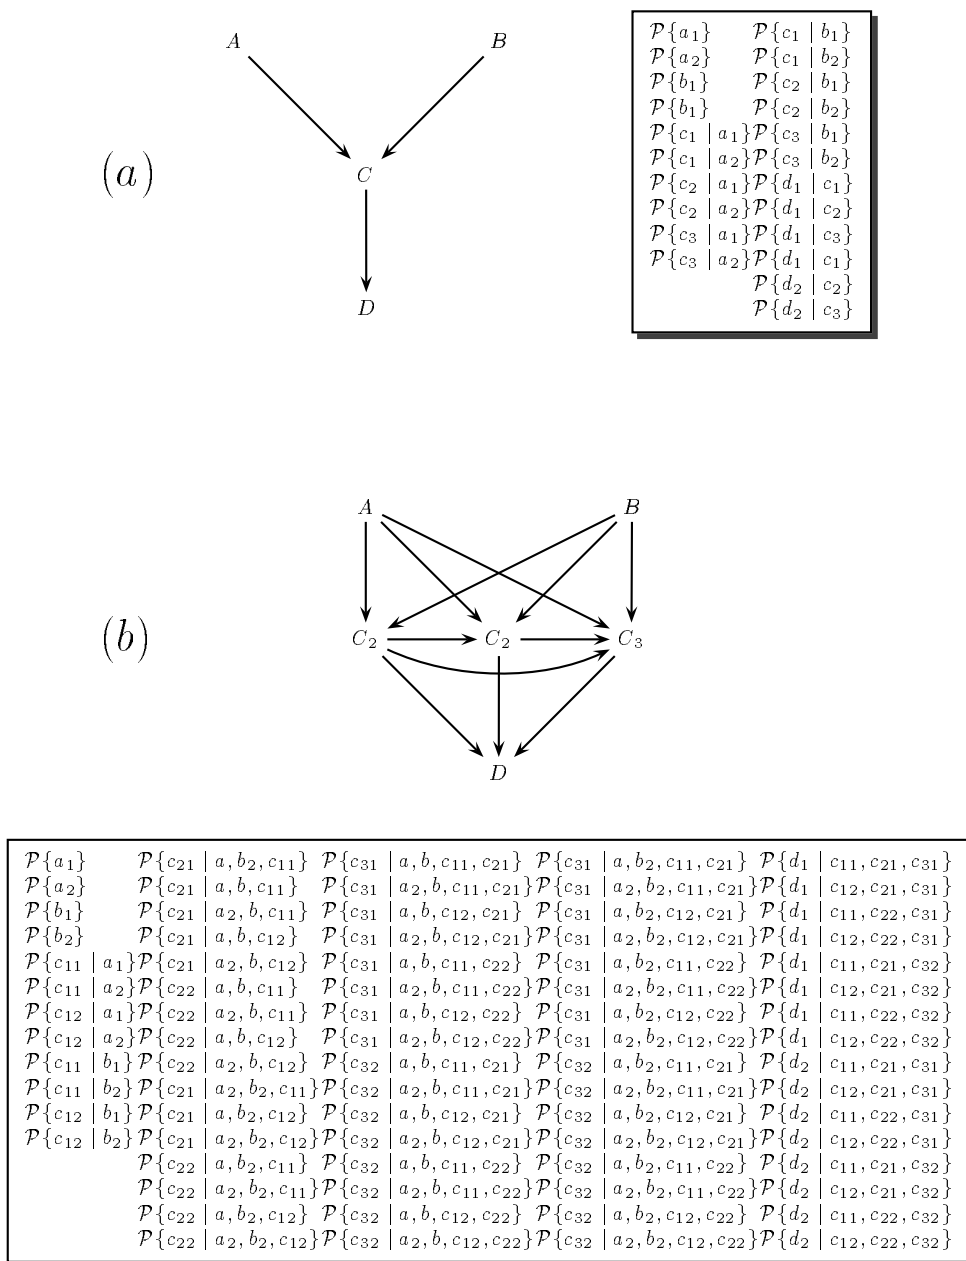 A B
𝒫{a₁} 𝒫{c₁ | b₁}
𝒫{a₂} 𝒫{c₁ | b₂}
𝒫{b₁} 𝒫{c₂ | b₁}
𝒫{b₁} 𝒫{c₂ | b₂}
𝒫{c₁ | a₁} 𝒫{c₃ | b₁}
𝒫{c₁ | a₂} 𝒫{c₃ | b₂}
𝒫{c₂ | a₁} 𝒫{d₁ | c₁}
𝒫{c₂ | a₂} 𝒫{d₁ | c₂}
𝒫{c₃ | a₁} 𝒫{d₁ | c₃}
𝒫{c₃ | a₂} 𝒫{d₁ | c₁}
𝒫{d₂ | c₂}
𝒫{d₂ | c₃}
(a) C
D
A B
(b) C₂ C₂ C₃
D
𝒫{a₁} 𝒫{c₂₁ | a, b₂, c₁₁} 𝒫{c₃₁ | a, b, c₁₁, c₂₁} 𝒫{c₃₁ | a, b₂, c₁₁, c₂₁} 𝒫{d₁ | c₁₁, c₂₁, c₃₁}
𝒫{a₂} 𝒫{c₂₁ | a, b, c₁₁} 𝒫{c₃₁ | a₂, b, c₁₁, c₂₁} 𝒫{c₃₁ | a₂, b₂, c₁₁, c₂₁} 𝒫{d₁ | c₁₂, c₂₁, c₃₁}
𝒫{b₁} 𝒫{c₂₁ | a₂, b, c₁₁} 𝒫{c₃₁ | a, b, c₁₂, c₂₁} 𝒫{c₃₁ | a, b₂, c₁₂, c₂₁} 𝒫{d₁ | c₁₁, c₂₂, c₃₁}
𝒫{b₂} 𝒫{c₂₁ | a, b, c₁₂} 𝒫{c₃₁ | a₂, b, c₁₂, c₂₁} 𝒫{c₃₁ | a₂, b₂, c₁₂, c₂₁} 𝒫{d₁ | c₁₂, c₂₂, c₃₁}
𝒫{c₁₁ | a₁} 𝒫{c₂₁ | a₂, b, c₁₂} 𝒫{c₃₁ | a, b, c₁₁, c₂₂} 𝒫{c₃₁ | a, b₂, c₁₁, c₂₂} 𝒫{d₁ | c₁₁, c₂₁, c₃₂}
𝒫{c₁₁ | a₂} 𝒫{c₂₂ | a, b, c₁₁} 𝒫{c₃₁ | a₂, b, c₁₁, c₂₂} 𝒫{c₃₁ | a₂, b₂, c₁₁, c₂₂} 𝒫{d₁ | c₁₂, c₂₁, c₃₂}
𝒫{c₁₂ | a₁} 𝒫{c₂₂ | a₂, b, c₁₁} 𝒫{c₃₁ | a, b, c₁₂, c₂₂} 𝒫{c₃₁ | a, b₂, c₁₂, c₂₂} 𝒫{d₁ | c₁₁, c₂₂, c₃₂}
𝒫{c₁₂ | a₂} 𝒫{c₂₂ | a, b, c₁₂} 𝒫{c₃₁ | a₂, b, c₁₂, c₂₂} 𝒫{c₃₁ | a₂, b₂, c₁₂, c₂₂} 𝒫{d₁ | c₁₂, c₂₂, c₃₂}
𝒫{c₁₁ | b₁} 𝒫{c₂₂ | a₂, b, c₁₂} 𝒫{c₃₂ | a, b, c₁₁, c₂₁} 𝒫{c₃₂ | a, b₂, c₁₁, c₂₁} 𝒫{d₂ | c₁₁, c₂₁, c₃₁}
𝒫{c₁₁ | b₂} 𝒫{c₂₁ | a₂, b₂, c₁₁} 𝒫{c₃₂ | a₂, b, c₁₁, c₂₁} 𝒫{c₃₂ | a₂, b₂, c₁₁, c₂₁} 𝒫{d₂ | c₁₂, c₂₁, c₃₁}
𝒫{c₁₂ | b₁} 𝒫{c₂₁ | a, b₂, c₁₂} 𝒫{c₃₂ | a, b, c₁₂, c₂₁} 𝒫{c₃₂ | a, b₂, c₁₂, c₂₁} 𝒫{d₂ | c₁₁, c₂₂, c₃₁}
𝒫{c₁₂ | b₂} 𝒫{c₂₁ | a₂, b₂, c₁₂} 𝒫{c₃₂ | a₂, b, c₁₂, c₂₁} 𝒫{c₃₂ | a₂, b₂, c₁₂, c₂₁} 𝒫{d₂ | c₁₂, c₂₂, c₃₁}
𝒫{c₂₂ | a, b₂, c₁₁} 𝒫{c₃₂ | a, b, c₁₁, c₂₂} 𝒫{c₃₂ | a, b₂, c₁₁, c₂₂} 𝒫{d₂ | c₁₁, c₂₁, c₃₂}
𝒫{c₂₂ | a₂, b₂, c₁₁} 𝒫{c₃₂ | a₂, b, c₁₁, c₂₂} 𝒫{c₃₂ | a₂, b₂, c₁₁, c₂₂} 𝒫{d₂ | c₁₂, c₂₁, c₃₂}
𝒫{c₂₂ | a, b₂, c₁₂} 𝒫{c₃₂ | a, b, c₁₂, c₂₂} 𝒫{c₃₂ | a, b₂, c₁₂, c₂₂} 𝒫{d₂ | c₁₁, c₂₂, c₃₂}
𝒫{c₂₂ | a₂, b₂, c₁₂} 𝒫{c₃₂ | a₂, b, c₁₂, c₂₂} 𝒫{c₃₂ | a₂, b₂, c₁₂, c₂₂} 𝒫{d₂ | c₁₂, c₂₂, c₃₂}